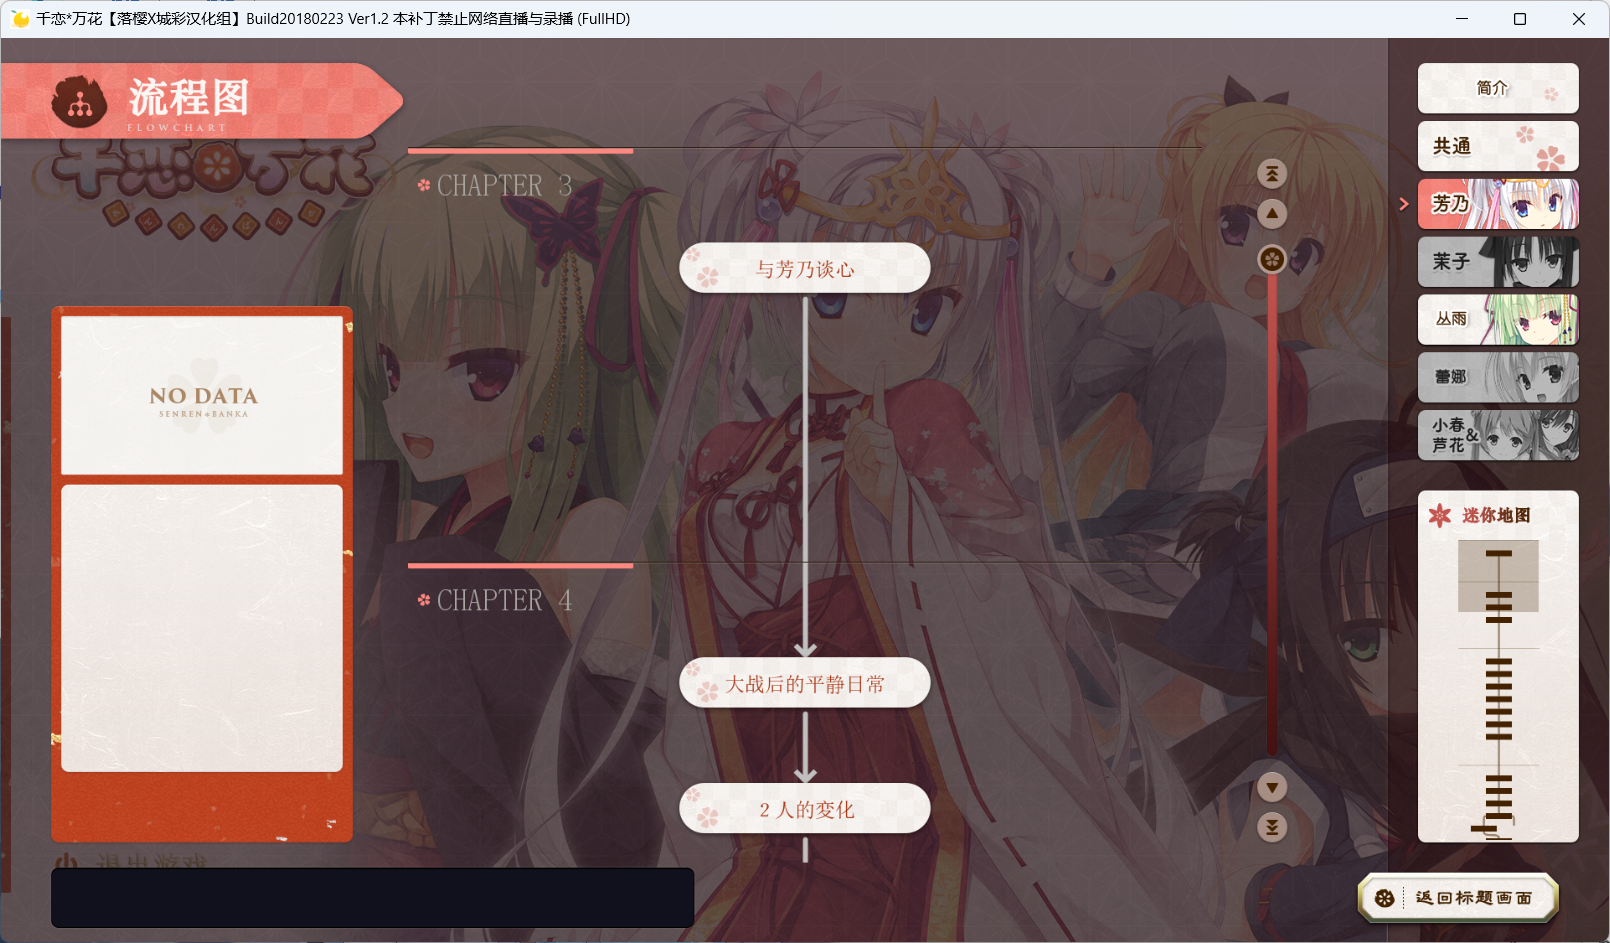 千恋*万花【落樱X城彩汉化组】Build20180223 Ver1.2 本补丁禁止网络直播与录播 (FullHD)
流程图
FLOWCHART
千恋*万花
CHAPTER 3
与芳乃谈心
NO DATA
SENREN*BANKA
CHAPTER 4
大战后的平静日常
2 人的变化
退出游戏
简介
共通
芳乃
茉子
丛雨
蕾娜
小春&
芦花
迷你地图
返回标题画面